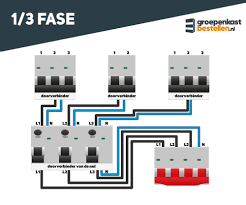 1/3 FASE
groepenkast
bestellen.nl
1 2 3
1 2 3
1 2 3
doorverbinder
doorverbinder
doorverbinder
L1 N L2 N L3 N
doorverbinder van de aal
L1 L2 L3 N